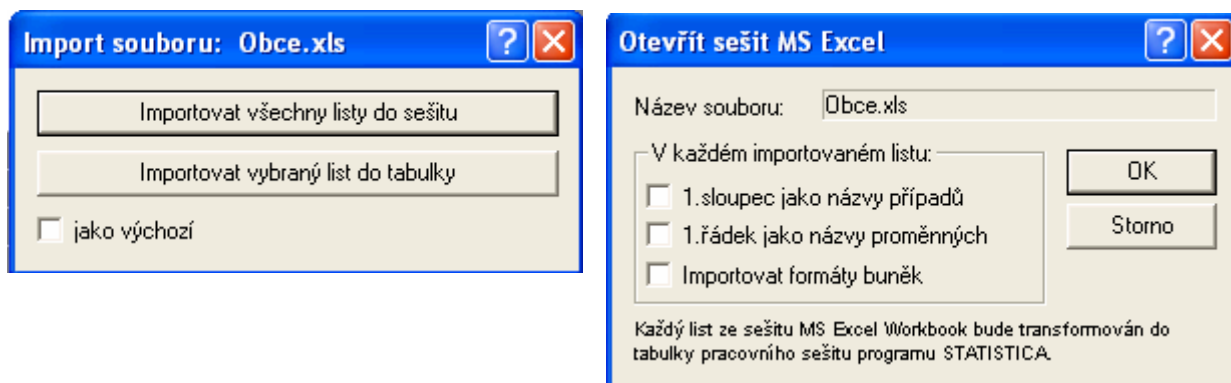 Import souboru: Obce.xls
Importovat všechny listy do sešitu
Importovat vybraný list do tabulky
jako výchozí
Otevřít sešit MS Excel
Název souboru: Obce.xls
V každém importovaném listu:
1.sloupec jako názvy případů
1.řádek jako názvy proměnných
Importovat formáty buněk
OK
Storno
Každý list ze sešitu MS Excel Workbook bude transformován do
tabulky pracovního sešitu programu STATISTICA.